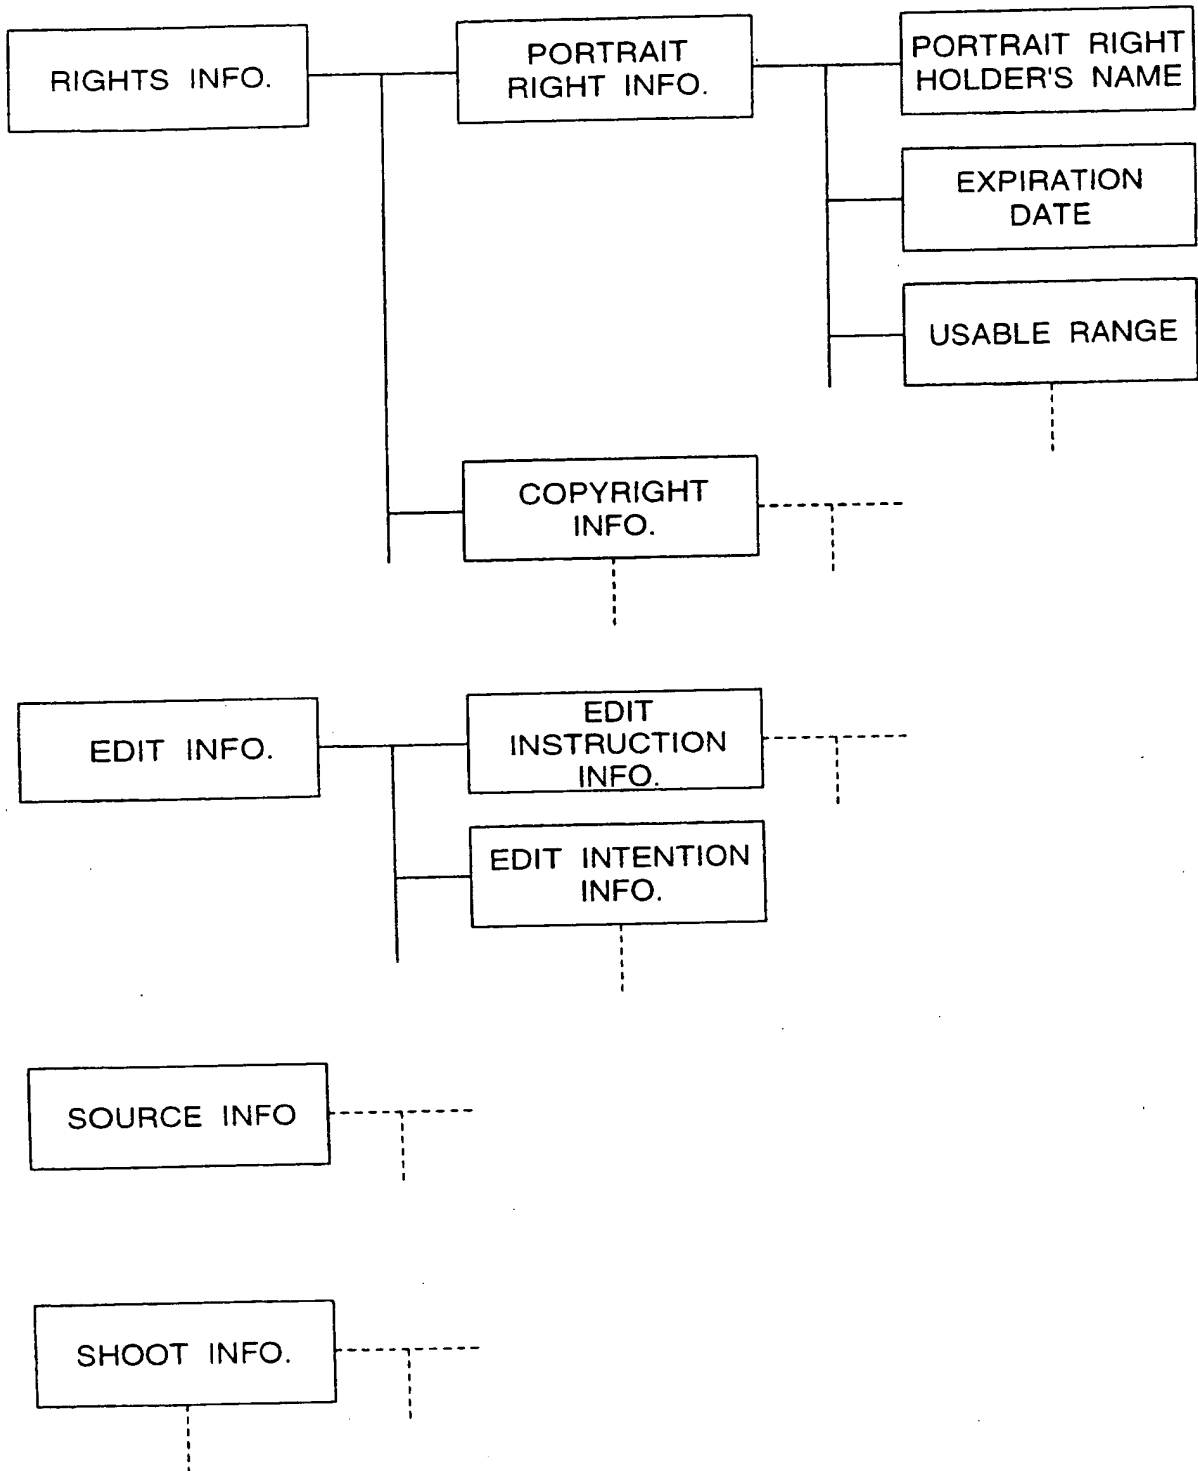 RIGHTS INFO.
PORTRAIT
RIGHT INFO.
PORTRAIT RIGHT
HOLDER'S NAME
EXPIRATION
DATE
USABLE RANGE
COPYRIGHT
INFO.
EDIT INFO.
EDIT
INSTRUCTION
INFO.
EDIT INTENTION
INFO.
SOURCE INFO
SHOOT INFO.